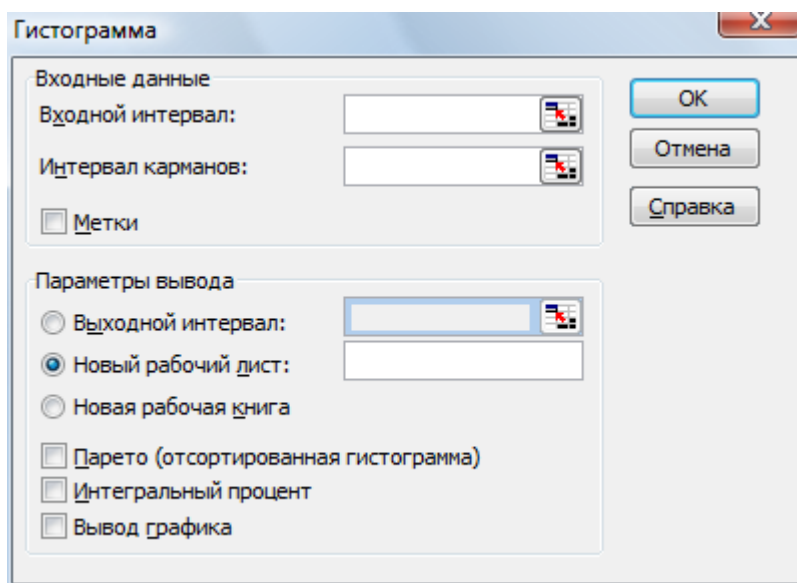 Гистограмма
X
Входные данные
Входной интервал:
Интервал карманов:
Метки
OK
Отмена
Справка
Параметры вывода
Выходной интервал:
Новый рабочий лист:
Новая рабочая книга
Парето (отсортированная гистограмма)
Интегральный процент
Вывод графика